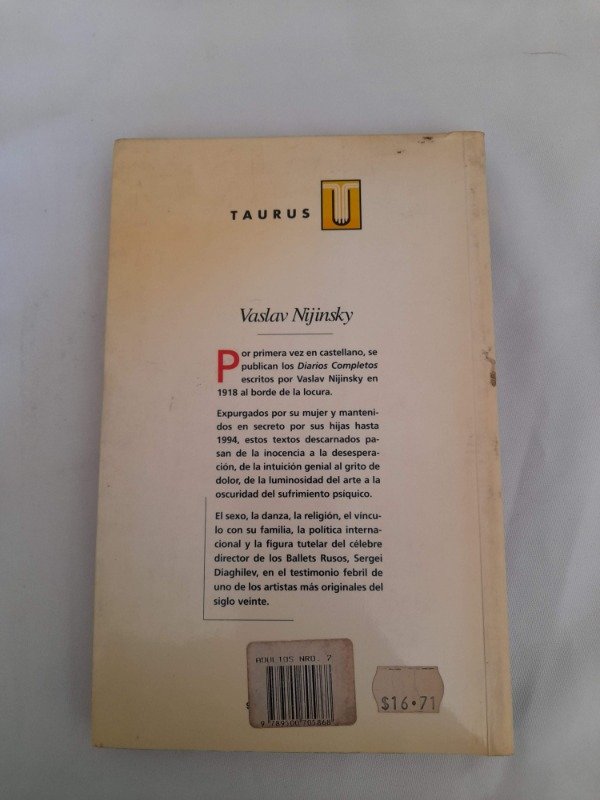 TAURUS
Vaslav Nijinsky
Por primera vez en castellano, se
publican los Diarios Completos
escritos por Vaslav Nijinsky en
1918 al borde de la locura.
Expurgados por su mujer y manteni-
dos en secreto por sus hijas hasta
1994, estos textos descarnados pa-
san de la inocencia a la desespera-
ción, de la intuición genial al grito de
dolor, de la luminosidad del arte a la
oscuridad del sufrimiento psíquico.
El sexo, la danza, la religión, el víncu-
lo con su familia, la política interna-
cional y la figura tutelar del célebre
director de los Ballets Rusos, Sergei
Diaghilev, en el testimonio febril de
uno de los artistas más originales del
siglo veinte.
NRO. 7
9 789500 705868
$16.71